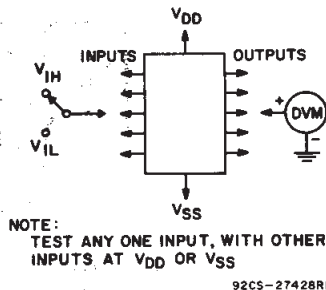 VDD
INPUTS
OUTPUTS
VIH
VIL
+
DVM
-
VSS
NOTE:
TEST ANY ONE INPUT, WITH OTHER
INPUTS AT VDD OR VSS
92CS-27428R